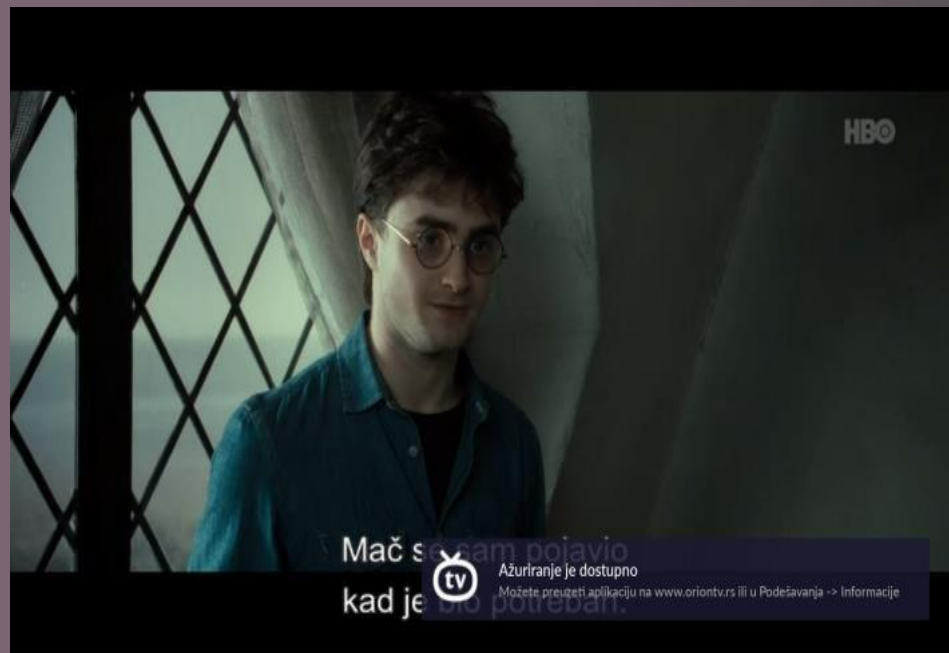 HBO
Mač se sam pojavio
kad je bio potreban.
tv
Ažuriranje je dostupno
Možete preuzeti aplikaciju na www.oriontv.rs ili u Podešavanja -> Informacije